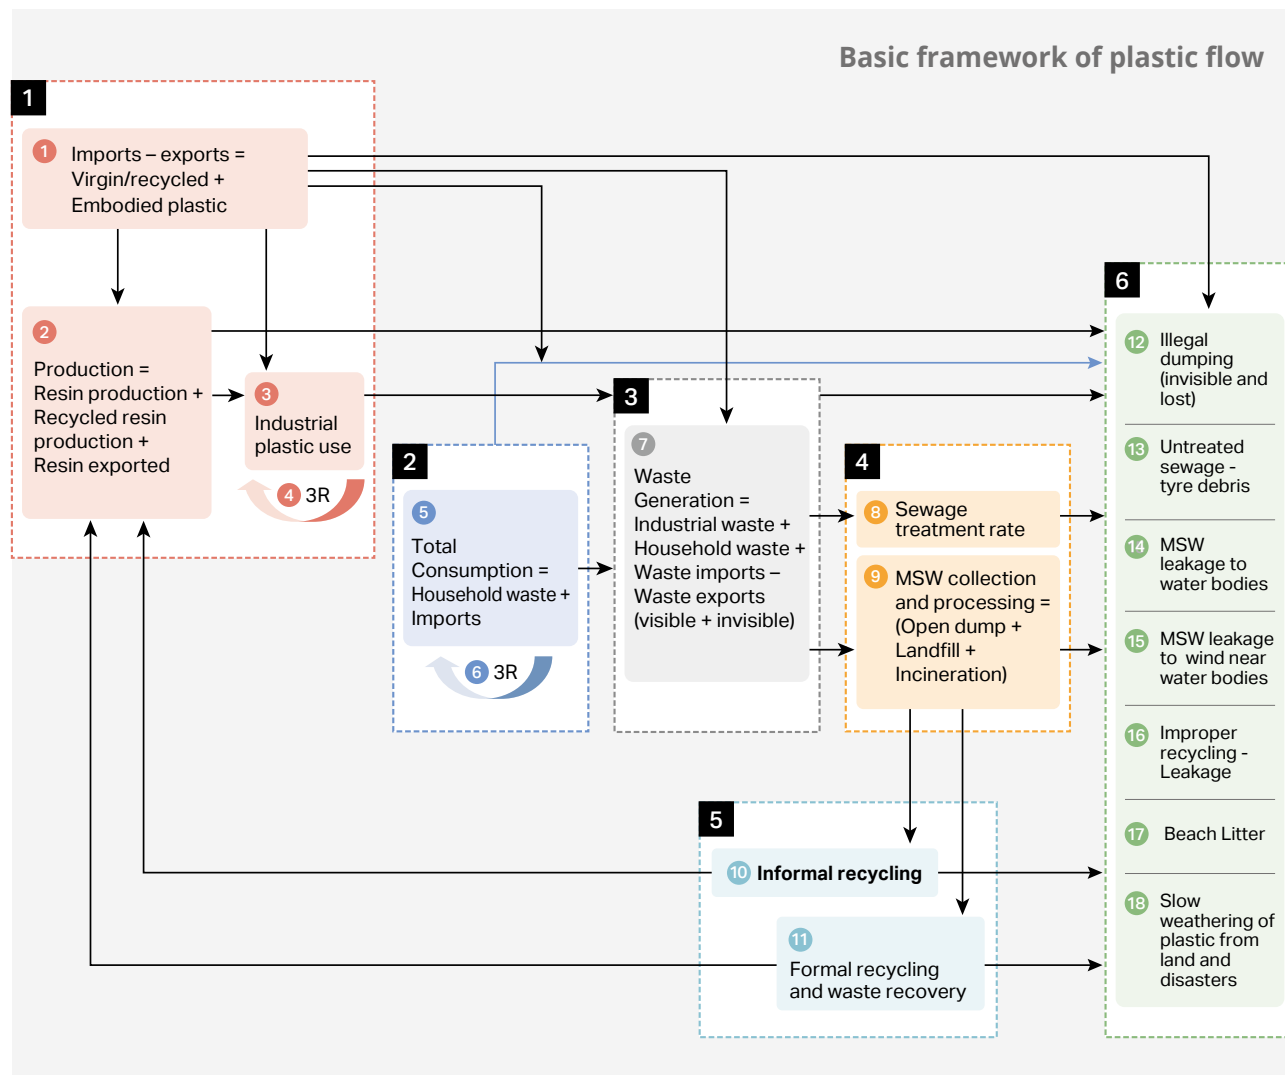 Basic framework of plastic flow
1
1
Imports – exports =
Virgin/recycled +
Embodied plastic
2
Production =
Resin production +
Recycled resin
production +
Resin exported
3
Industrial
plastic use
4 3R
2
5
Total
Consumption =
Household waste +
Imports
6 3R
3
7
Waste
Generation =
Industrial waste +
Household waste +
Waste imports –
Waste exports
(visible + invisible)
4
8 Sewage
treatment rate
9 MSW collection
and processing =
(Open dump +
Landfill +
Incineration)
5
10 Informal recycling
11
Formal recycling
and waste recovery
6
12 Illegal
dumping
(invisible and
lost)
13 Untreated
sewage -
tyre debris
14 MSW
leakage to
water bodies
15 MSW leakage
to wind near
water bodies
16 Improper
recycling -
Leakage
17 Beach Litter
18 Slow
weathering of
plastic from
land and
disasters